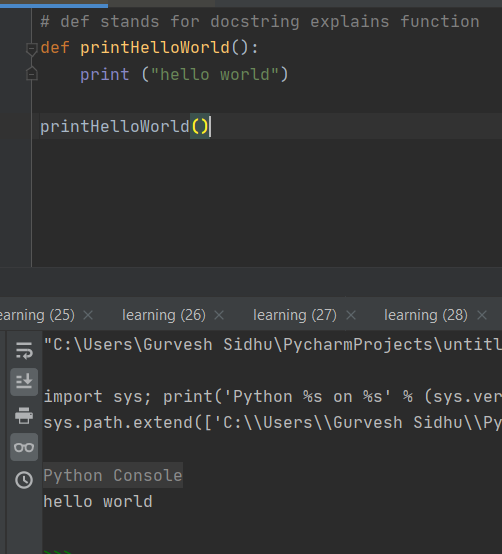 # def stands for docstring explains function
def printHelloWorld():
    print ("hello world")
printHelloWorld()
earning (25) learning (26) learning (27) learning (28)
"C:\Users\Gurvesh Sidhu\PycharmProjects\untitl
import sys; print('Python %s on %s' % (sys.ver
sys.path.extend(['C:\\Users\\Gurvesh Sidhu\\Py
Python Console
hello world
>>>